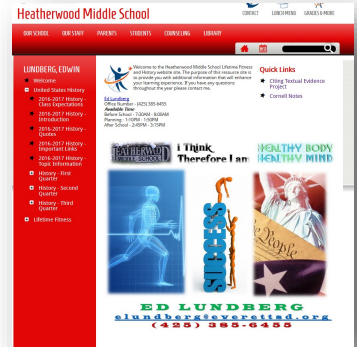 Heatherwood Middle School
CONTACT LUNCH MENU GRADES & MORE
OUR SCHOOL OUR STAFF PARENTS STUDENTS COUNSELING LIBRARY
LUNDBERG, EDWIN
Welcome
United States History
2016-2017 History - Class Expectations
2016-2017 History - Introduction
2016-2017 History - Quotes
2016-2017 History - Important Links
2016-2017 History - Topic Information
History - First Quarter
History - Second Quarter
History - Third Quarter
Lifetime Fitness
Welcome to the Heatherwood Middle School Lifetime Fitness
and History website site. The purpose of this resource site is
to provide you with additional information that will enhance
your learning experience. If you have any questions
throughout the year please contact me.
Ed Lundberg
Office Number - (425) 385-6455
Available Time
Before School - 7:00AM - 8:00AM
Planning - 1:10PM - 1:50PM
After School - 2:45PM - 3:15PM
Quick Links
Citing Textual Evidence Project
Cornell Notes
HEATHERWOOD
MIDDLE SCHOOL
I Think
Therefore I am
HEALTHY BODY
HEALTHY MIND
SUCCESS
We the People
ED LUNDBERG
elundberg@everettsd.org
(425) 385-6455